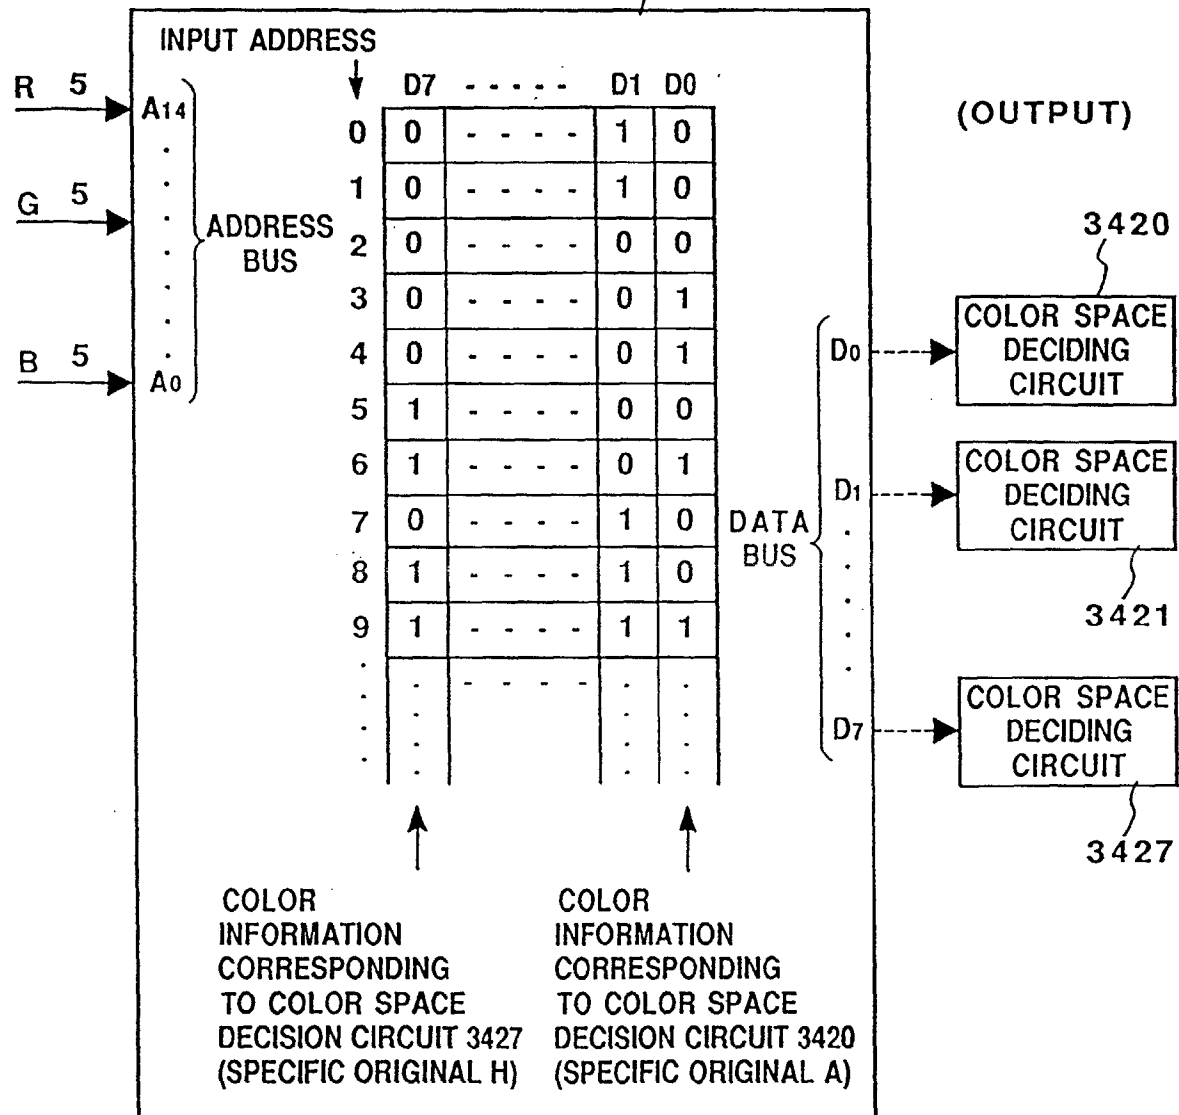 INPUT ADDRESS
D7 - - - - - D1 D0
R 5
A14
G 5
B 5
A0
ADDRESS
BUS
0 0 - - - - 1 0
1 0 - - - - 1 0
2 0 - - - - 0 0
3 0 - - - - 0 1
4 0 - - - - 0 1
5 1 - - - - 0 0
6 1 - - - - 0 1
7 0 - - - - 1 0
8 1 - - - - 1 0
9 1 - - - - 1 1
DATA
BUS
D0
D1
D7
(OUTPUT)
3420
COLOR SPACE
DECIDING
CIRCUIT
COLOR SPACE
DECIDING
CIRCUIT
3421
COLOR SPACE
DECIDING
CIRCUIT
3427
COLOR
INFORMATION
CORRESPONDING
TO COLOR SPACE
DECISION CIRCUIT 3427
(SPECIFIC ORIGINAL H)
COLOR
INFORMATION
CORRESPONDING
TO COLOR SPACE
DECISION CIRCUIT 3420
(SPECIFIC ORIGINAL A)